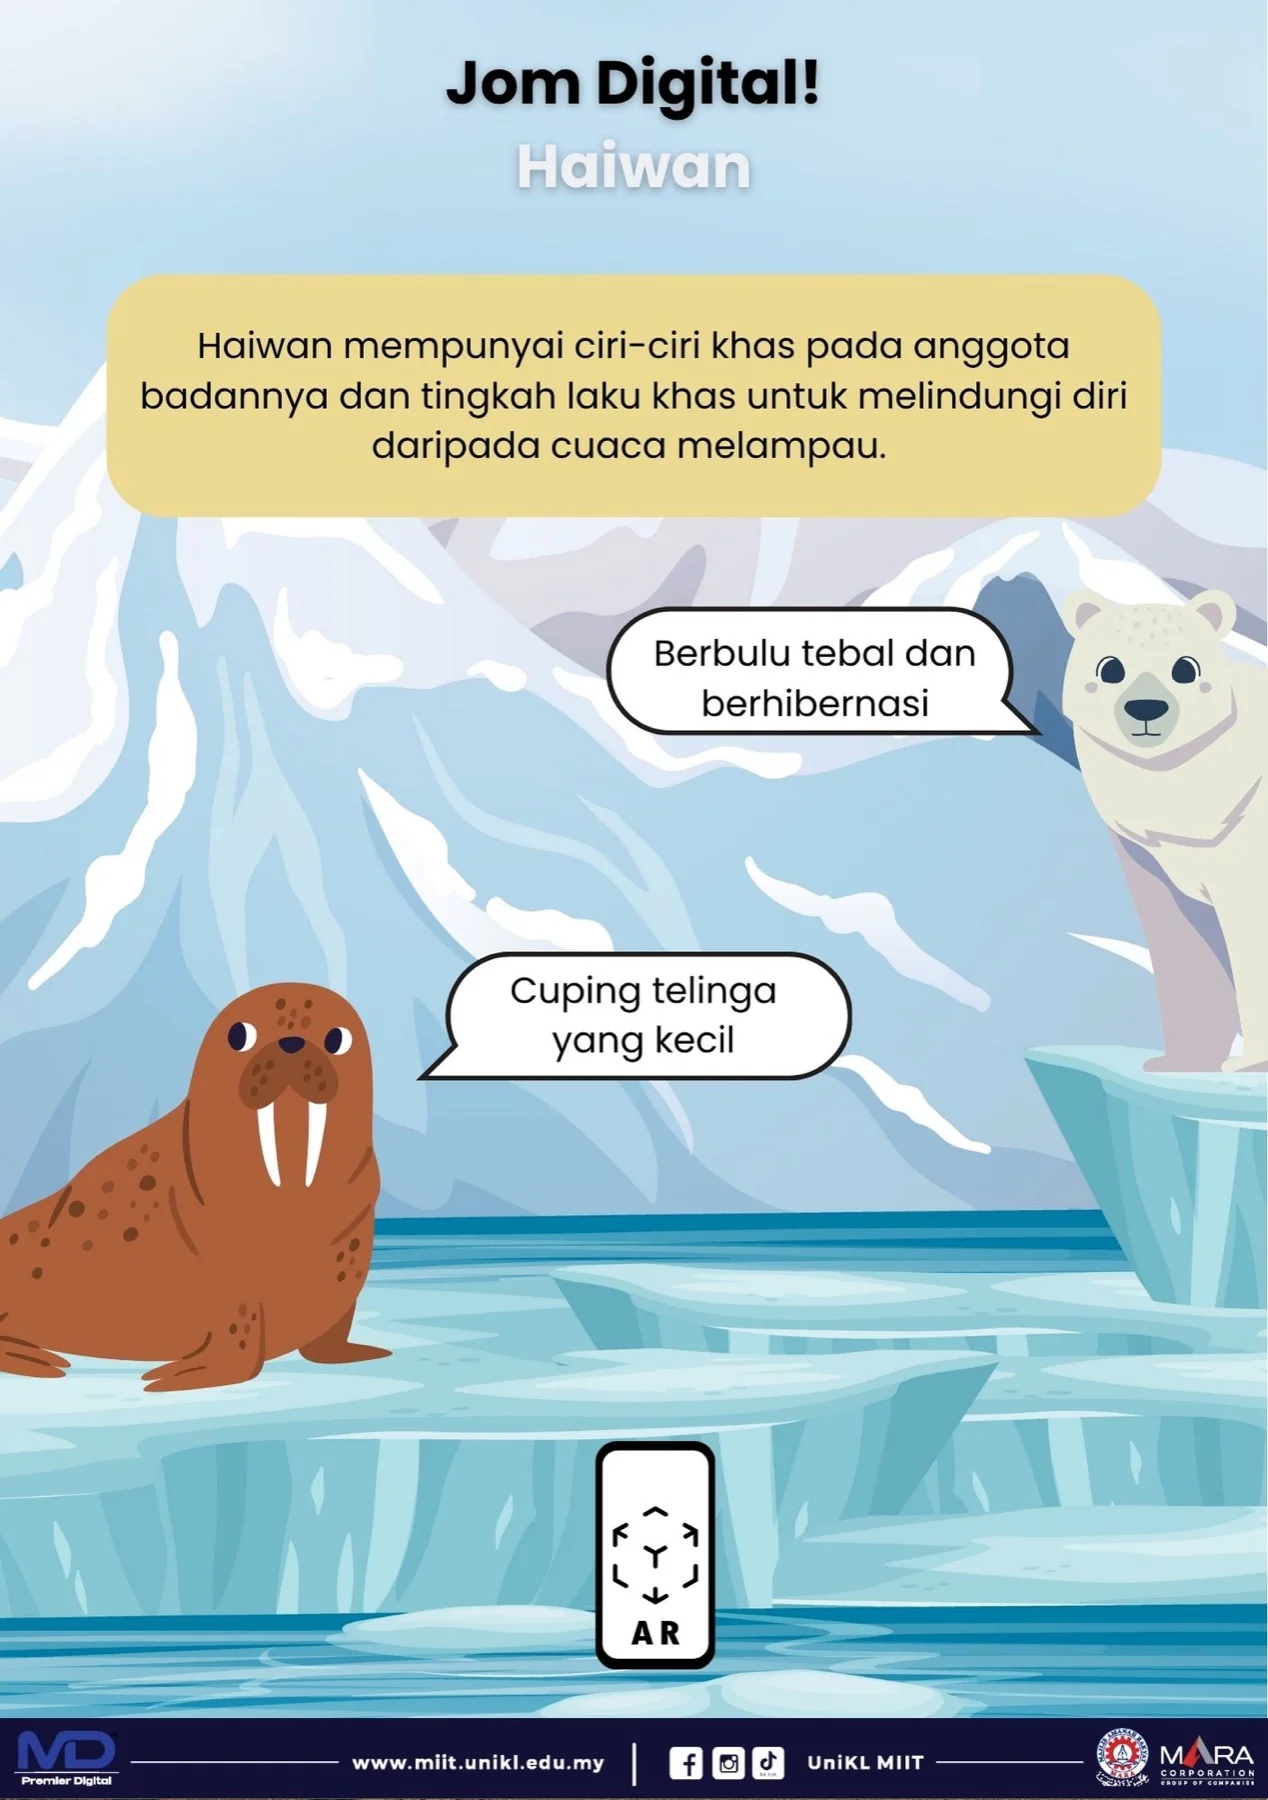 Jom Digital!
Haiwan
Haiwan mempunyai ciri-ciri khas pada anggota
badannya dan tingkah laku khas untuk melindungi diri
daripada cuaca melampau.
Berbulu tebal dan
berhibernasi
Cuping telinga
yang kecil
AR
MD
Premier Digital
www.miit.unikl.edu.my
UniKL MIIT
MARA
CORPORATION
GROUP OF COMPANIES